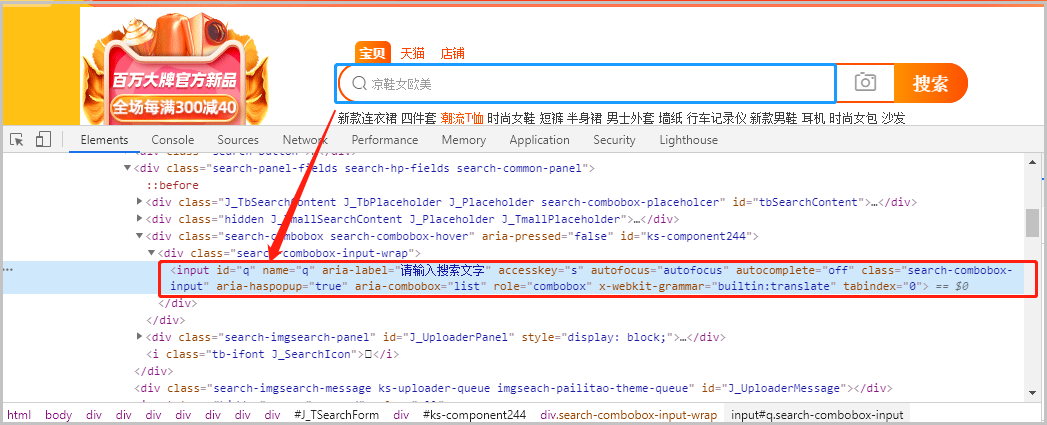 宝贝 天猫 店铺
百万大牌官方新品
全场每满300减40
凉鞋女欧美
搜索
新款连衣裙 四件套 潮流T恤 时尚女鞋 短裤 半身裙 男士外套 墙纸 行车记录仪 新款男鞋 耳机 时尚女包 沙发
Elements Console Sources Network Performance Memory Application Security Lighthouse
<div class="search-button">…</div>
<div class="search-panel-fields search-hp-fields search-common-panel">
::before
<div class="J_TbSearchContent J_TbPlaceholder J_Placeholder search-combobox-placeholcer" id="tbSearchContent">…</div>
<div class="hidden J_TmallSearchContent J_Placeholder J_TmallPlaceholder">…</div>
<div class="search-combobox search-combobox-hover" aria-pressed="false" id="ks-component244">
<div class="search-combobox-input-wrap">
<input id="q" name="q" aria-label="请输入搜索文字" accesskey="s" autofocus="autofocus" autocomplete="off" class="search-combobox-
input" aria-haspopup="true" aria-combobox="list" role="combobox" x-webkit-grammar="builtin:translate" tabindex="0"> == $0
</div>
</div>
<div class="search-imgsearch-panel" id="J_UploaderPanel" style="display: block;">…</div>
<i class="tb-ifont J_SearchIcon"></i>
</div>
<div class="search-imgsearch-message ks-uploader-queue imgseach-pailitao-theme-queue" id="J_UploaderMessage"></div>
html body div div div div div div div #J_TSearchForm div #ks-component244 div.search-combobox-input-wrap input#q.search-combobox-input